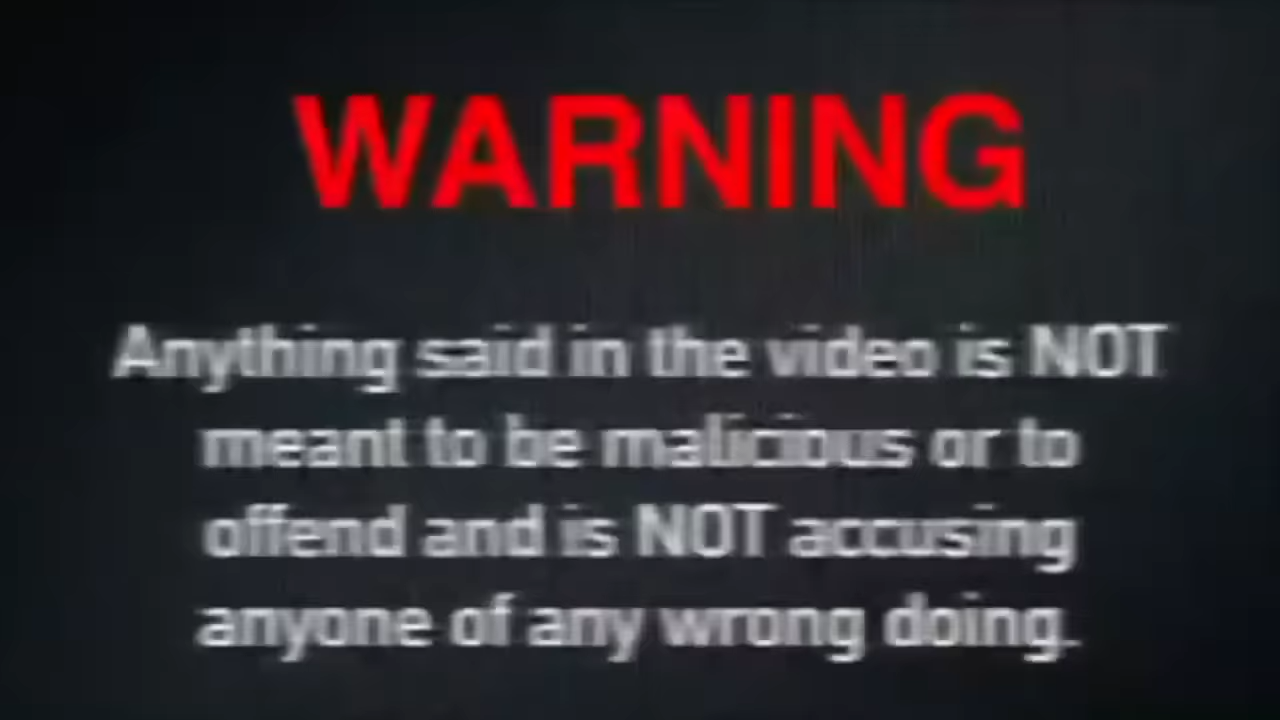 WARNING
Anything said in the video is NOT
meant to be malicious or to
offend and is NOT accusing
anyone of any wrong doing.